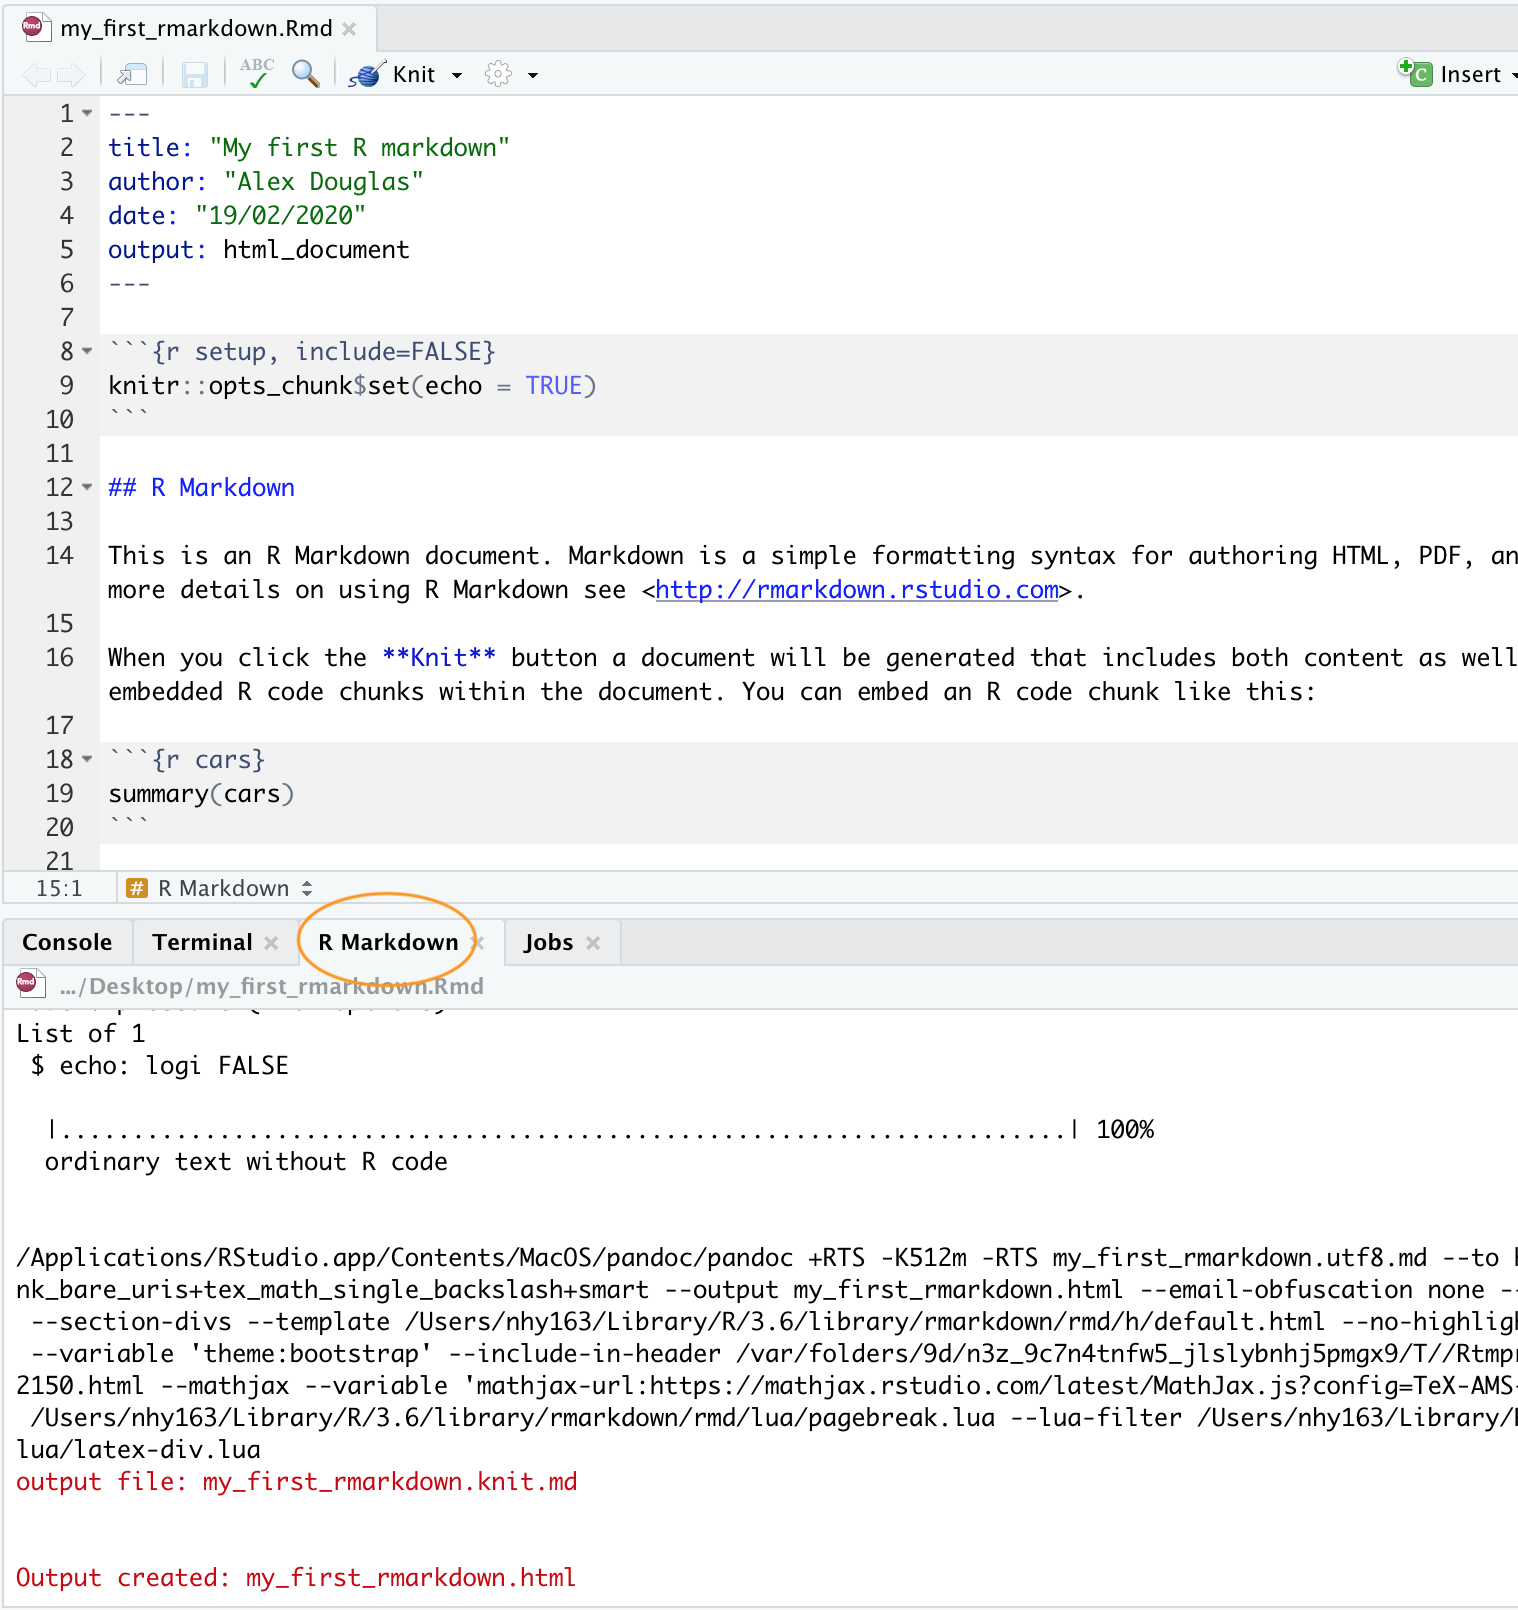 my_first_rmarkdown.Rmd
ABC Knit Insert
1 ---
2 title: "My first R markdown"
3 author: "Alex Douglas"
4 date: "19/02/2020"
5 output: html_document
6 ---
7
8 ```{r setup, include=FALSE}
9 knitr::opts_chunk$set(echo = TRUE)
10 ```
11
12 ## R Markdown
13
14 This is an R Markdown document. Markdown is a simple formatting syntax for authoring HTML, PDF, an
more details on using R Markdown see <http://rmarkdown.rstudio.com>.
15
16 When you click the **Knit** button a document will be generated that includes both content as well
embedded R code chunks within the document. You can embed an R code chunk like this:
17
18 ```{r cars}
19 summary(cars)
20 ```
21
15:1 # R Markdown
Console Terminal R Markdown Jobs
Rmd .../Desktop/my_first_rmarkdown.Rmd
List of 1
$ echo: logi FALSE
|......................................................................| 100%
ordinary text without R code
/Applications/RStudio.app/Contents/MacOS/pandoc/pandoc +RTS -K512m -RTS my_first_rmarkdown.utf8.md --to
nk_bare_uris+tex_math_single_backslash+smart --output my_first_rmarkdown.html --email-obfuscation none --
--section-divs --template /Users/nhy163/Library/R/3.6/library/rmarkdown/rmd/h/default.html --no-highlig
--variable 'theme:bootstrap' --include-in-header /var/folders/9d/n3z_9c7n4tnfw5_jlslybnhj5pmgx9/T//Rtmp
2150.html --mathjax --variable 'mathjax-url:https://mathjax.rstudio.com/latest/MathJax.js?config=TeX-AMS-
/Users/nhy163/Library/R/3.6/library/rmarkdown/rmd/lua/pagebreak.lua --lua-filter /Users/nhy163/Library/
lua/latex-div.lua
output file: my_first_rmarkdown.knit.md
Output created: my_first_rmarkdown.html